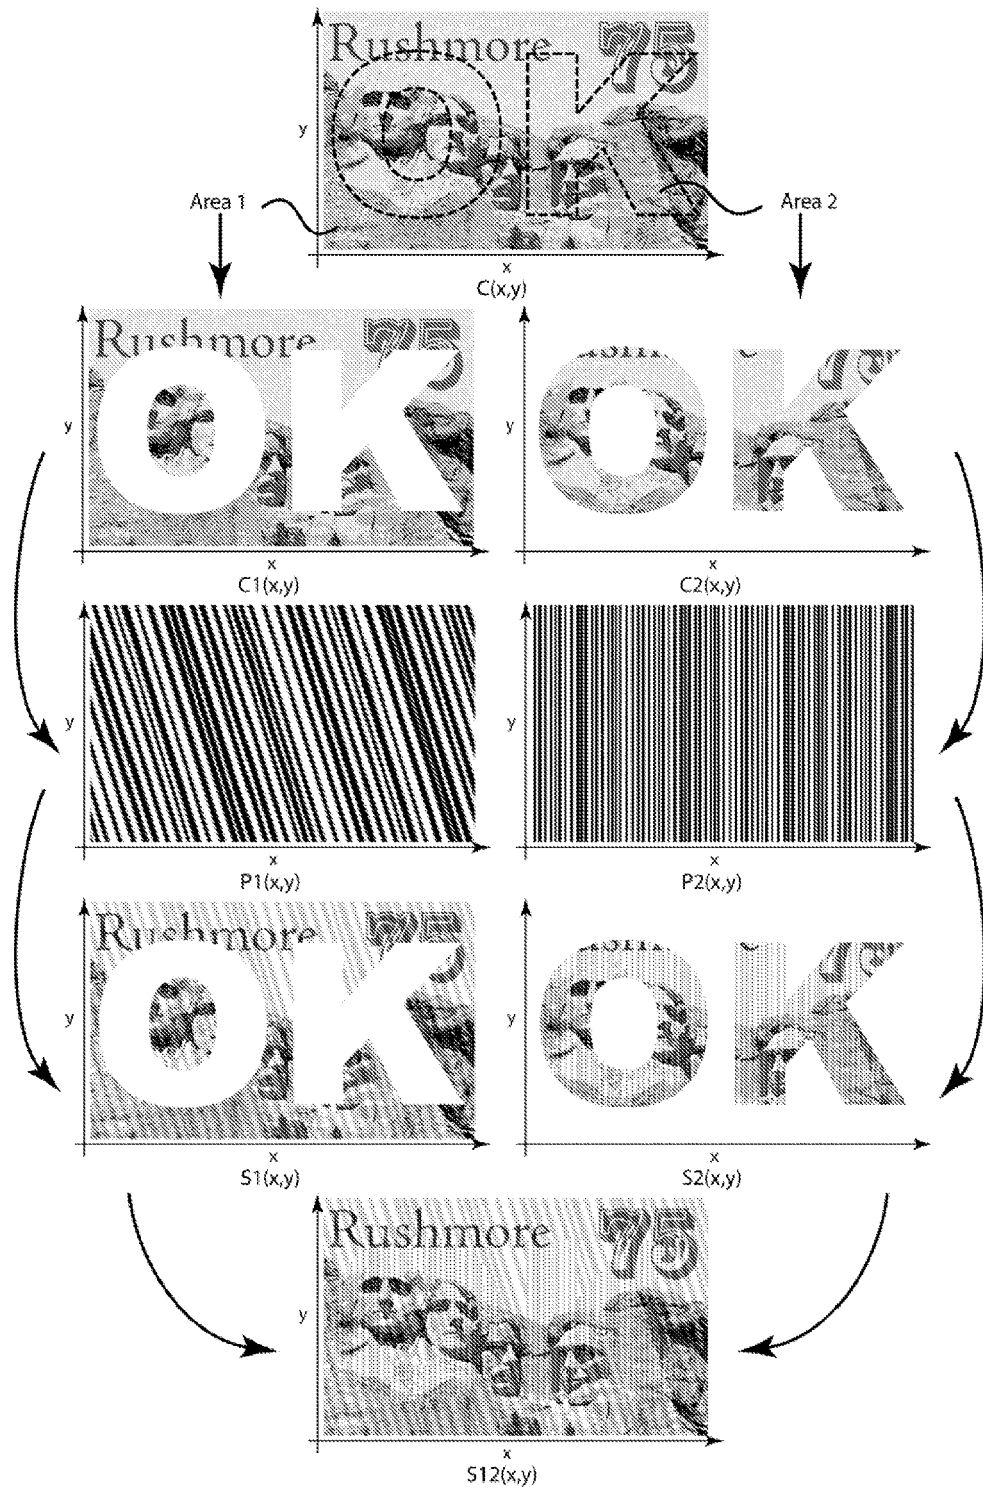 Rushmore 75
OK
y
Area 1
Area 2
x
C(x,y)
Rushmore 75
OK
OK
y
y
x
x
C1(x,y)
C2(x,y)
y
y
x
x
P1(x,y)
P2(x,y)
Rushmore 75
OK
OK
y
y
x
x
S1(x,y)
S2(x,y)
Rushmore 75
y
x
S12(x,y)